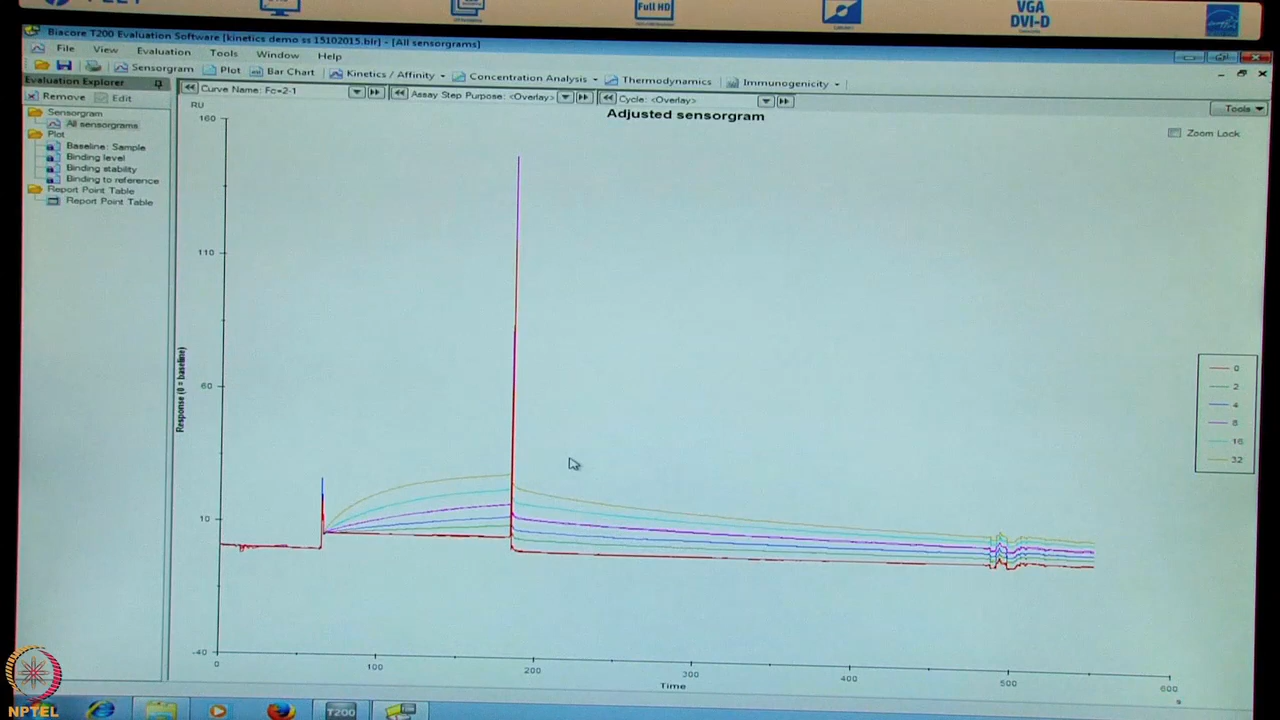 Full HD
VGA
DVI-D
Biacore T200 Evaluation Software [kinetics demo ss 15102015.blr] - [All sensorgrams]
File View Evaluation Tools Window Help
Sensorgram Plot Bar Chart Kinetics / Affinity Concentration Analysis Thermodynamics Immunogenicity
Evaluation Explorer
Remove Edit
Curve Name: Fc=2-1 Assay Step Purpose: <Overlay> Cycle: <Overlay> Tools
Sensorgram
All sensorgrams
Plot
Baseline: Sample
Binding level
Binding stability
Binding to reference
Report Point Table
Report Point Table
RU
Adjusted sensorgram
Zoom Lock
160
110
60
10
-40
Response (0 = baseline)
0
2
4
8
16
32
0 100 200 300 400 500 600
Time
s
NPTEL
T200